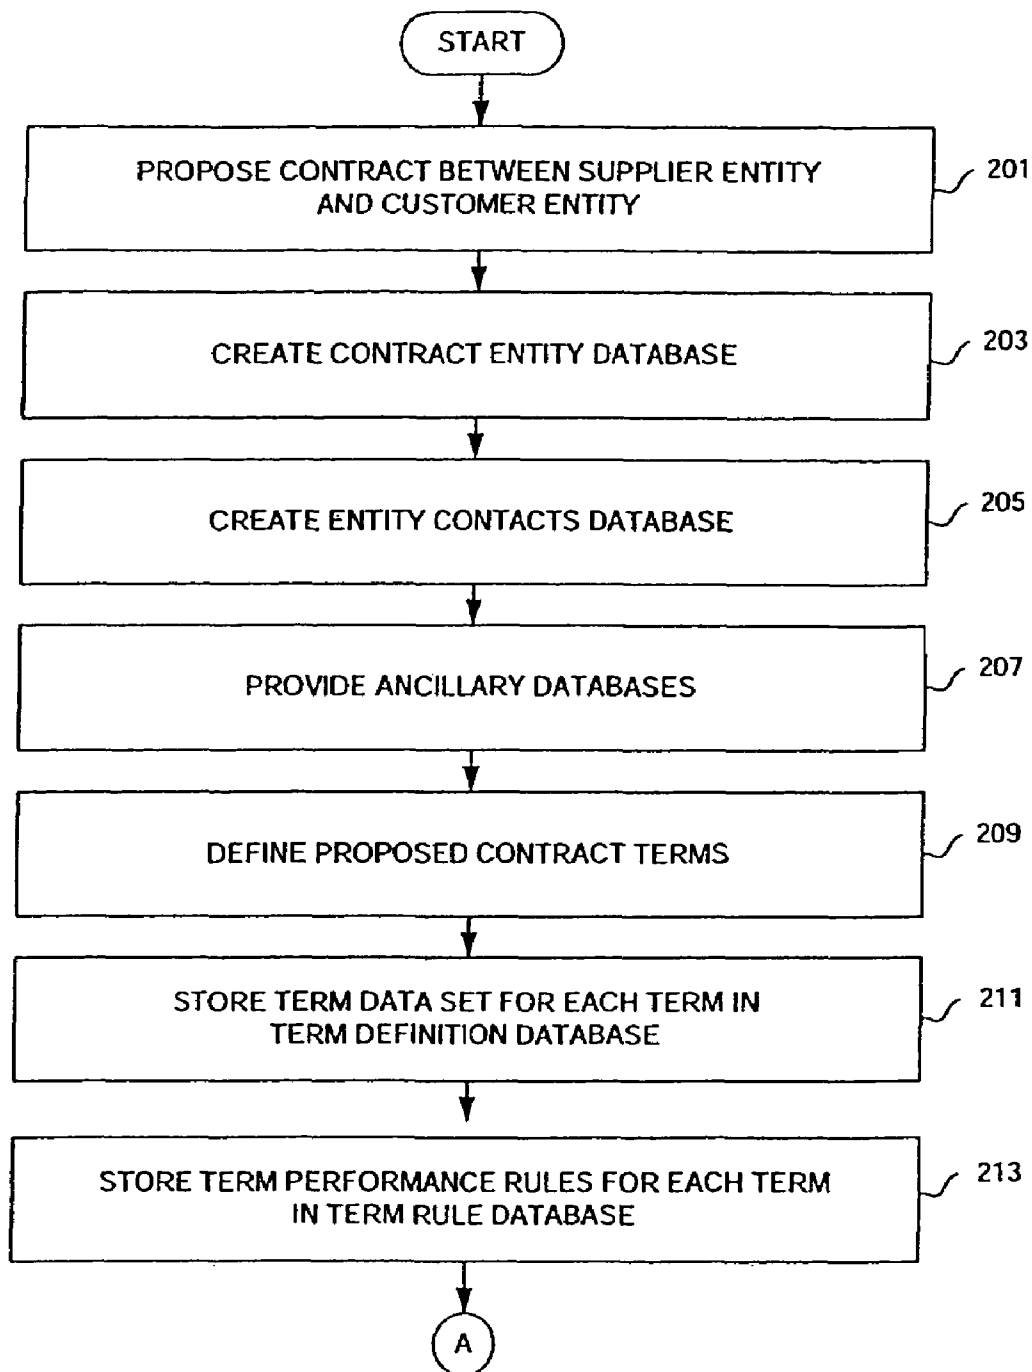 START
PROPOSE CONTRACT BETWEEN SUPPLIER ENTITY
AND CUSTOMER ENTITY
201
CREATE CONTRACT ENTITY DATABASE
203
CREATE ENTITY CONTACTS DATABASE
205
PROVIDE ANCILLARY DATABASES
207
DEFINE PROPOSED CONTRACT TERMS
209
STORE TERM DATA SET FOR EACH TERM IN
TERM DEFINITION DATABASE
211
STORE TERM PERFORMANCE RULES FOR EACH TERM
IN TERM RULE DATABASE
213
A